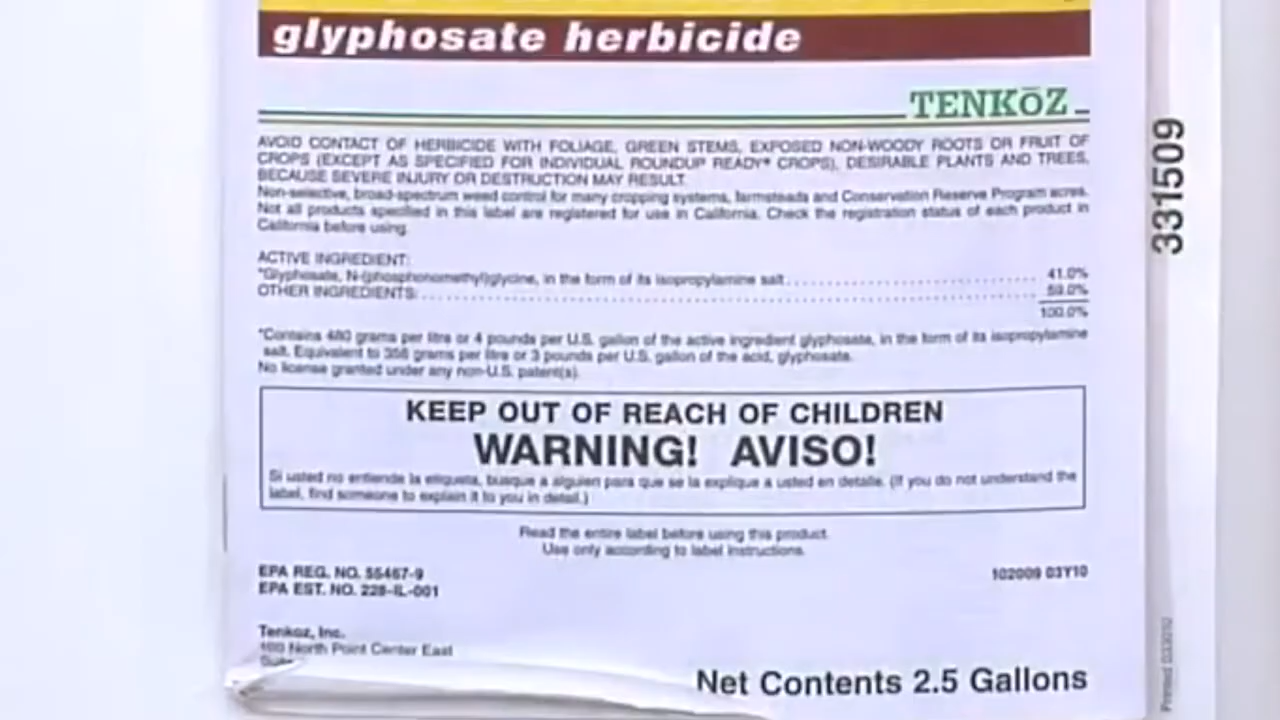 glyphosate herbicide
TENKŌZ
AVOID CONTACT OF HERBICIDE WITH FOLIAGE, GREEN STEMS, EXPOSED NON-WOODY ROOTS OR FRUIT OF
CROPS (EXCEPT AS SPECIFIED FOR INDIVIDUAL ROUNDUP READY® CROPS), DESIRABLE PLANTS AND TREES,
BECAUSE SEVERE INJURY OR DESTRUCTION MAY RESULT.
Non-selective, broad-spectrum weed control for many cropping systems, farmsteads and Conservation Reserve Program acres.
Not all products specified in this label are registered for use in California. Check the registration status of each product in
California before using.
ACTIVE INGREDIENT:
*Glyphosate, N-(phosphonomethyl)glycine, in the form of its isopropylamine salt 41.0%
OTHER INGREDIENTS: 59.0%
100.0%
*Contains 480 grams per litre or 4 pounds per U.S. gallon of the active ingredient glyphosate, in the form of its isopropylamine
salt. Equivalent to 356 grams per litre or 3 pounds per U.S. gallon of the acid, glyphosate.
No license granted under any non-U.S. patent(s).
KEEP OUT OF REACH OF CHILDREN
WARNING! AVISO!
Si usted no entiende la etiqueta, busque a alguien para que se la explique a usted en detalle. (If you do not understand the
label, find someone to explain it to you in detail.)
Read the entire label before using this product.
Use only according to label instructions.
EPA REG. NO. 55467-9
EPA EST. NO. 228-IL-001
102009 03Y10
Tenkoz, Inc.
100 North Point Center East
Net Contents 2.5 Gallons
331509
Printed